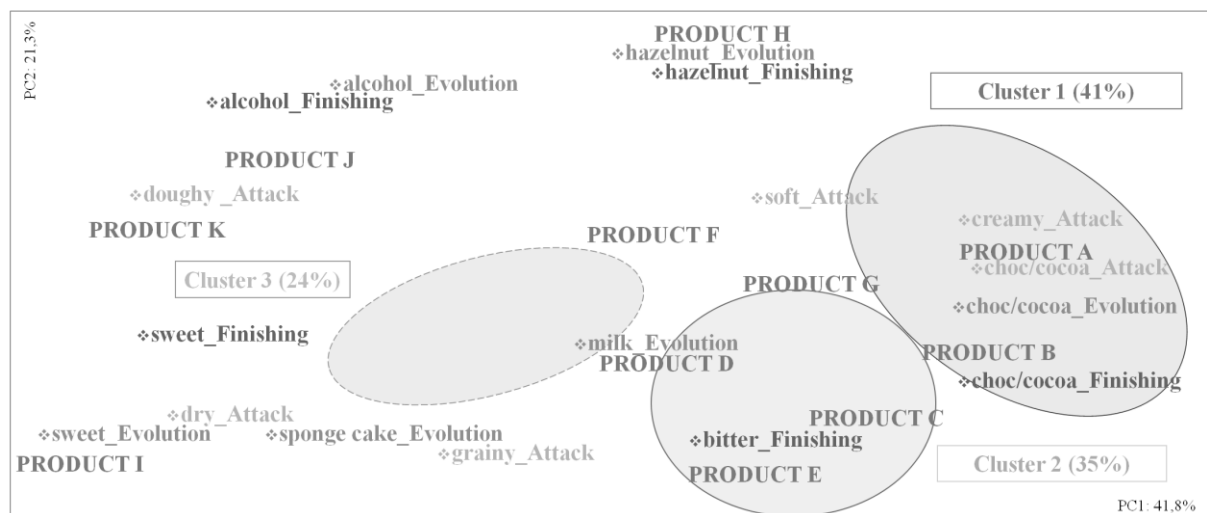 PC2: 21,3%
PRODUCT H
❖hazelnut_Evolution
❖hazelnut_Finishing
❖alcohol_Evolution
❖alcohol_Finishing
Cluster 1 (41%)
PRODUCT J
❖doughy _Attack
❖soft_Attack
❖creamy_Attack
PRODUCT K
PRODUCT F
PRODUCT A
❖choc/cocoa_Attack
Cluster 3 (24%)
PRODUCT G
❖choc/cocoa_Evolution
❖sweet_Finishing
❖milk_Evolution
PRODUCT B
PRODUCT D
❖choc/cocoa_Finishing
❖dry_Attack
PRODUCT C
❖sweet_Evolution
❖sponge cake_Evolution
❖bitter_Finishing
❖grainy_Attack
PRODUCT I
Cluster 2 (35%)
PRODUCT E
PC1: 41,8%